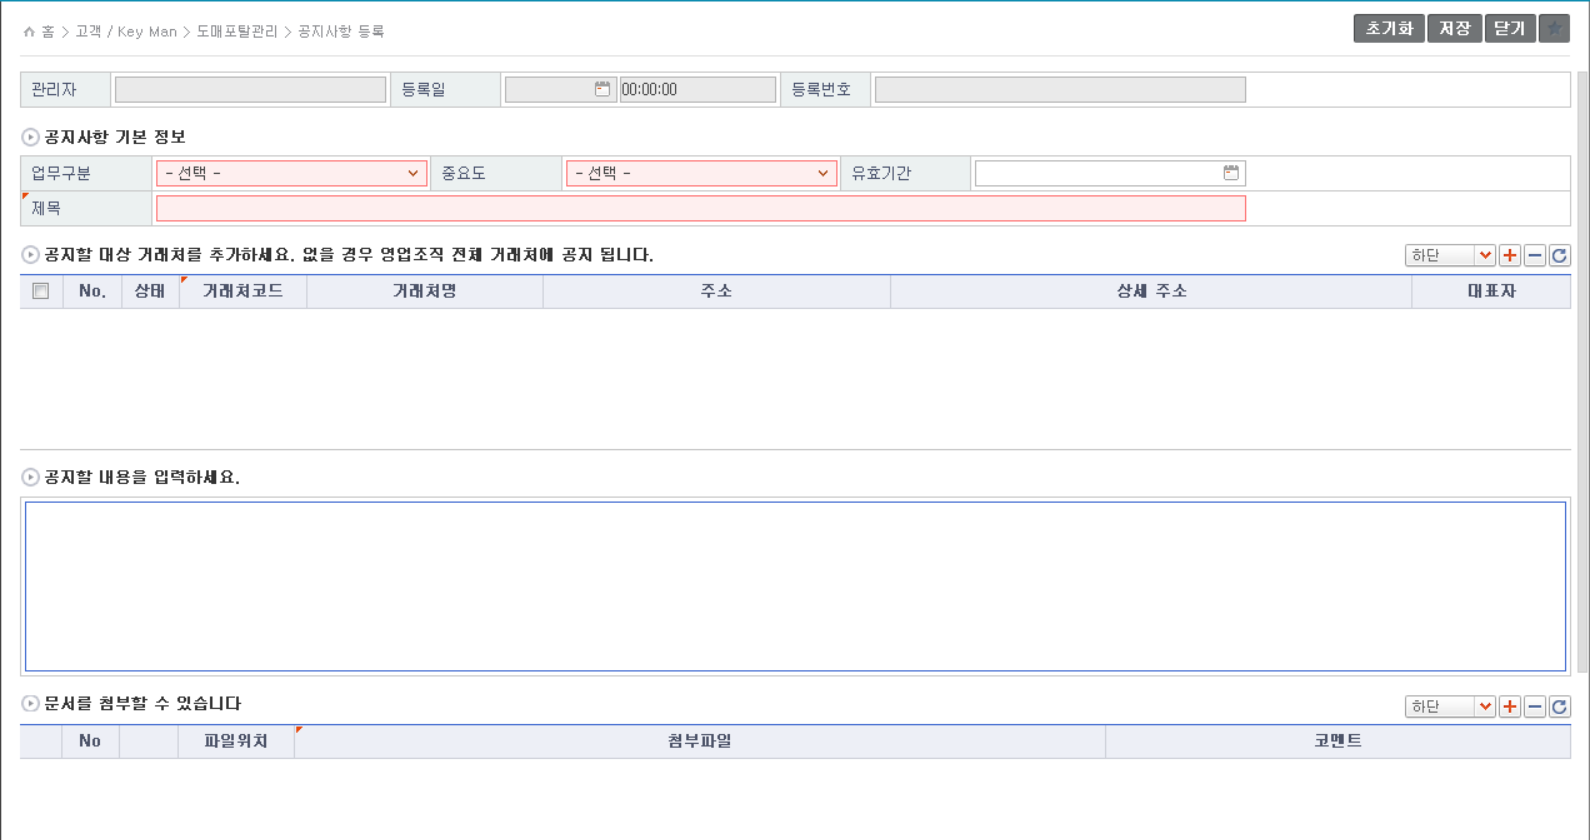 홈 > 고객 / Key Man > 도매포탈관리 > 공지사항 등록
초기화 저장 닫기
관리자 등록일 00:00:00 등록번호
공지사항 기본 정보
업무구분 - 선택 - 중요도 - 선택 - 유효기간
제목
공지할 대상 거래처를 추가하세요. 없을 경우 영업조직 전체 거래처에 공지 됩니다. 하단
No. 상태 거래처코드 거래처명 주소 상세 주소 대표자
공지할 내용을 입력하세요.
문서를 첨부할 수 있습니다 하단
No 파일위치 첨부파일 코멘트